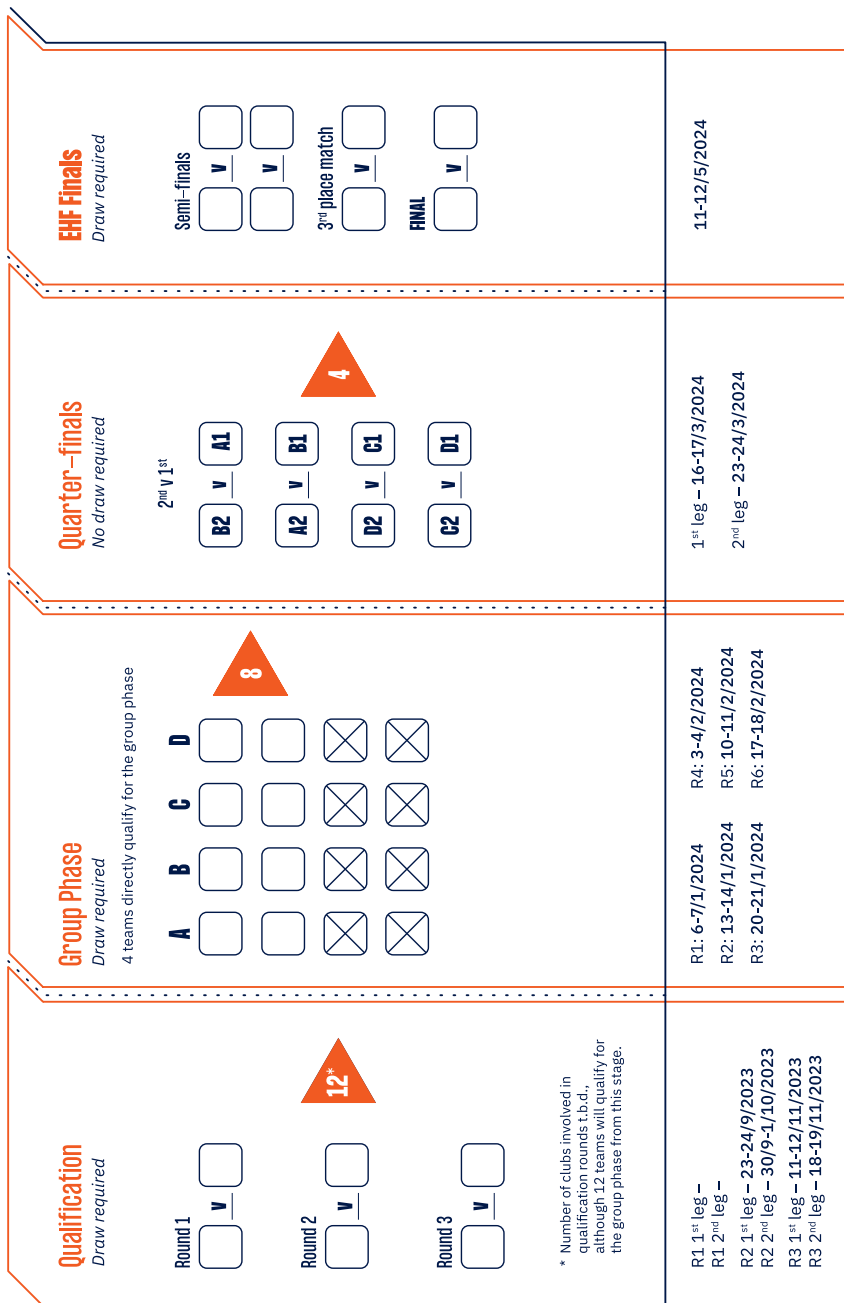 Qualification
Draw required
Round 1
v
Round 2
v
Round 3
v
12*
* Number of clubs involved in
qualification rounds t.b.d.,
although 12 teams will qualify for
the group phase from this stage.
R1 1st leg –
R1 2nd leg –
R2 1st leg – 23-24/9/2023
R2 2nd leg – 30/9-1/10/2023
R3 1st leg – 11-12/11/2023
R3 2nd leg – 18-19/11/2023
Group Phase
Draw required
4 teams directly qualify for the group phase
A B C D
8
R1: 6-7/1/2024
R2: 13-14/1/2024
R3: 20-21/1/2024
R4: 3-4/2/2024
R5: 10-11/2/2024
R6: 17-18/2/2024
Quarter-finals
No draw required
2nd v 1st
B2 v A1
A2 v B1
D2 v C1
C2 v D1
4
1st leg – 16-17/3/2024
2nd leg – 23-24/3/2024
EHF Finals
Draw required
Semi-finals
v
v
3rd place match
v
FINAL
v
11-12/5/2024